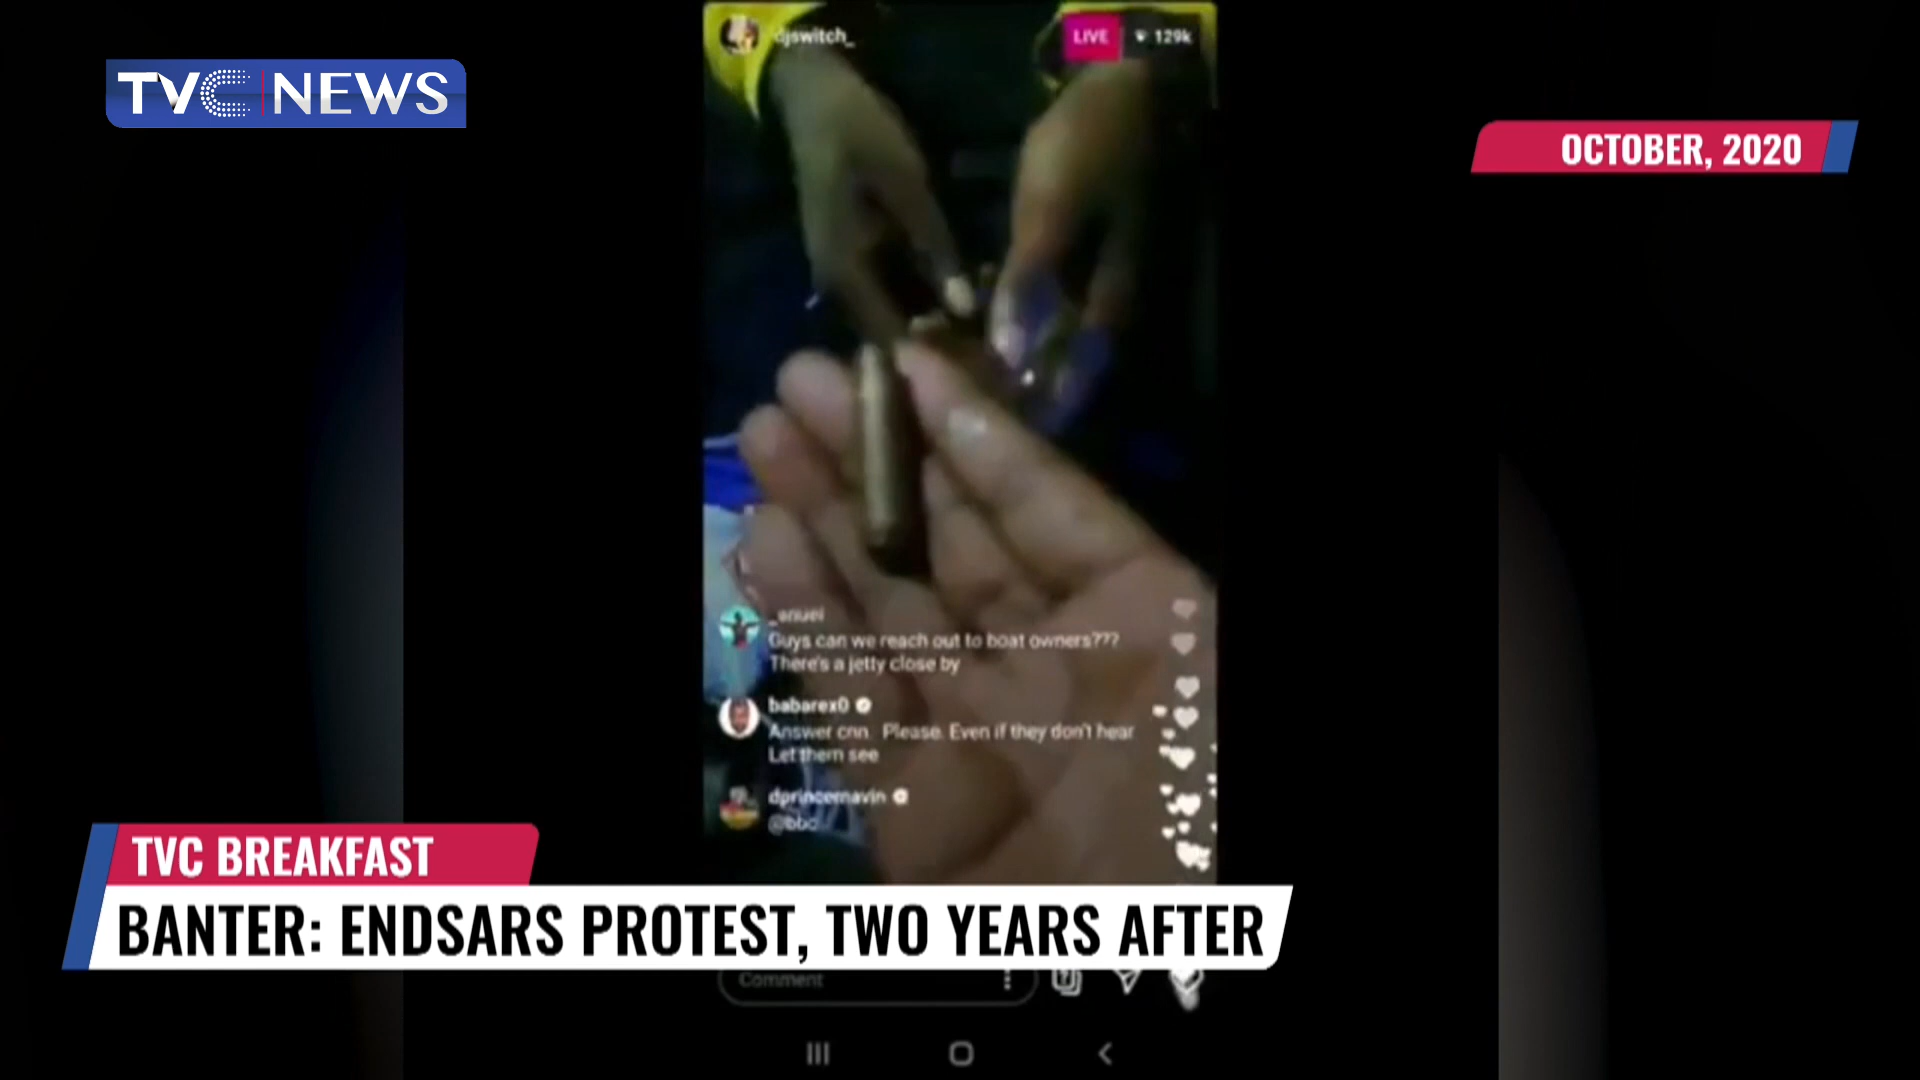 djswitch_
LIVE 129k
TVC NEWS
OCTOBER, 2020
_anuei
Guys can we reach out to boat owners???
There's a jetty close by
babarex0
Answer cnn. Please. Even if they don't hear
Let them see
dprincemavin
@bbc
TVC BREAKFAST
BANTER: ENDSARS PROTEST, TWO YEARS AFTER
Comment